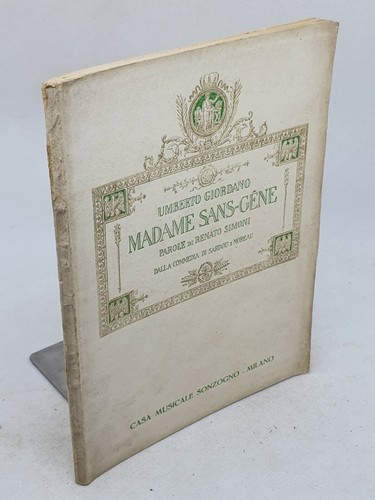 UMBERTO GIORDANO
MADAME SANS-GÊNE
PAROLE DI RENATO SIMONI
DALLA COMMEDIA DI SARDOU E MOREAU
CASA MUSICALE SONZOGNO - MILANO